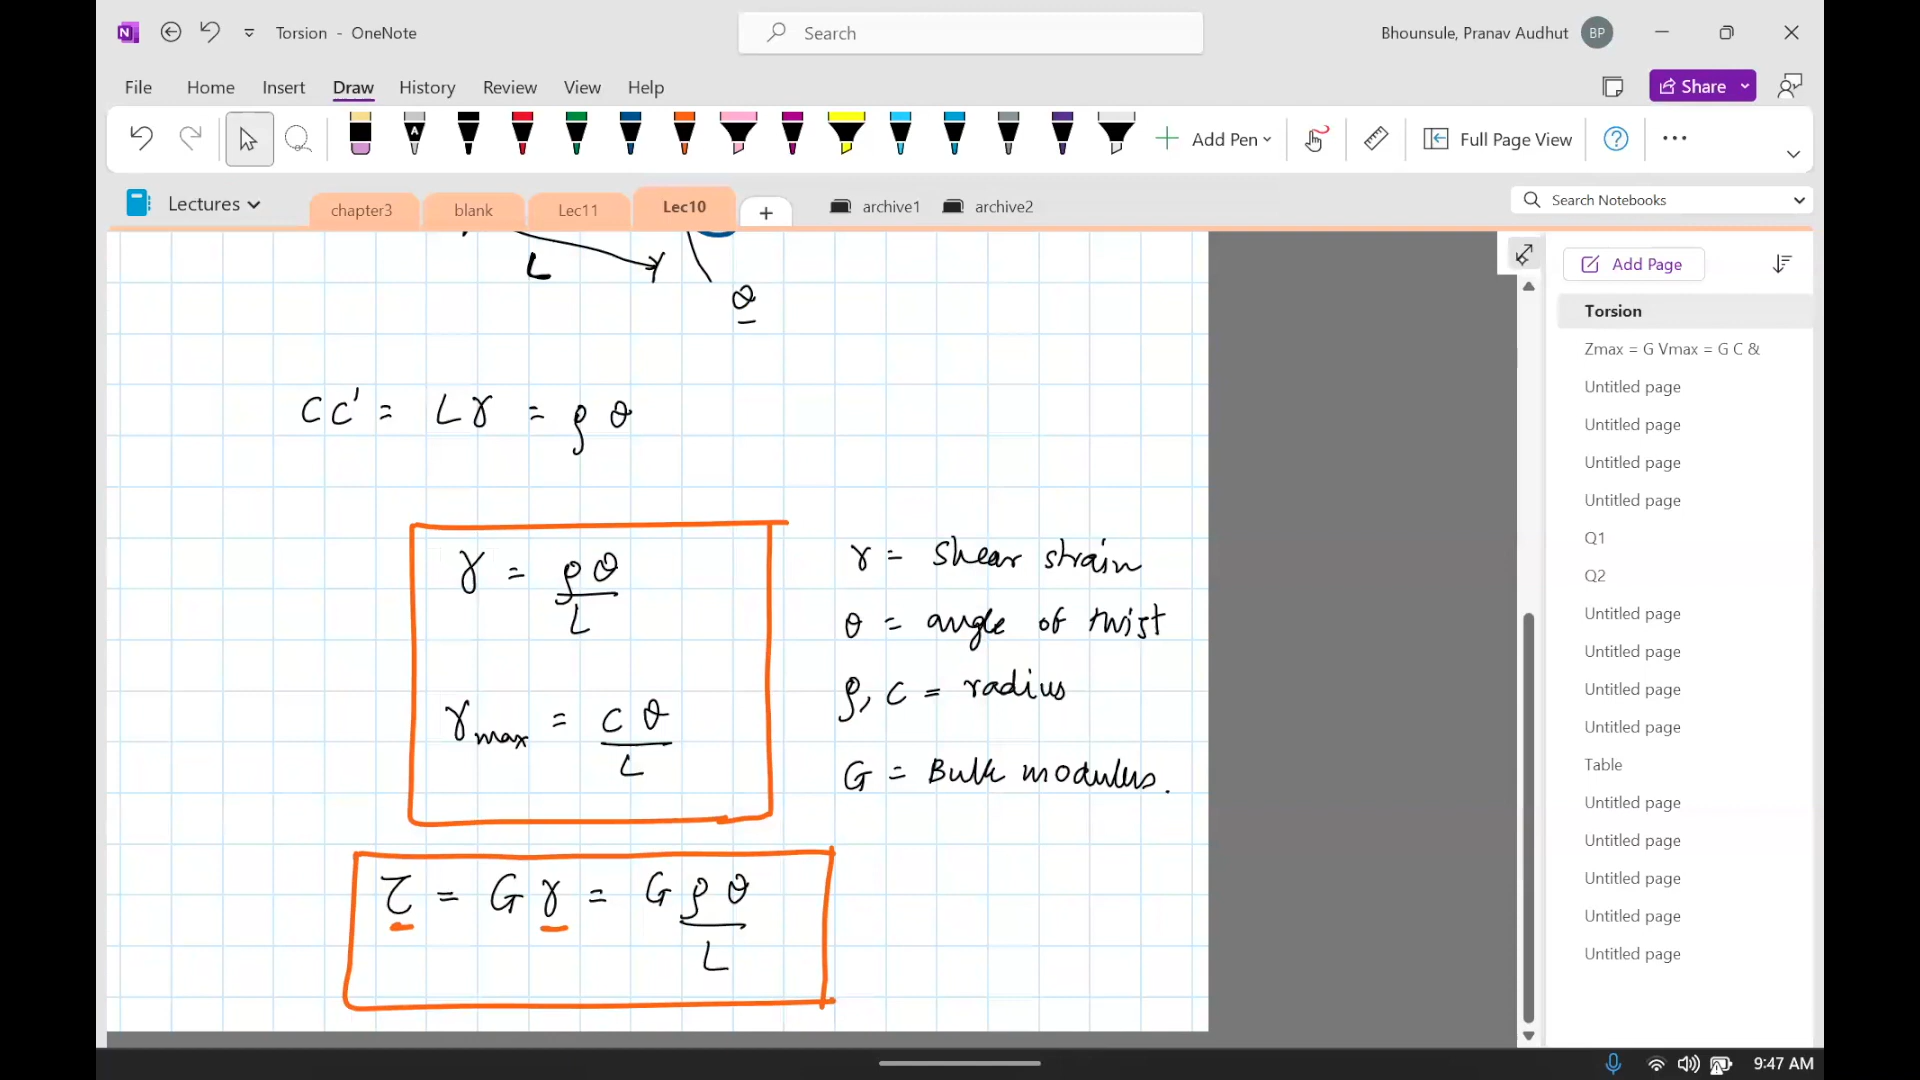 Torsion - OneNote
Search
Bhounsule, Pranav Audhut
BP
File Home Insert Draw History Review View Help
Share
A
Add Pen
Full Page View
Lectures
chapter3
blank
Lec11
Lec10
archive1
archive2
Search Notebooks
Add Page
Torsion
Zmax = G Vmax = G C &
Untitled page
Untitled page
Untitled page
Untitled page
Q1
Q2
Untitled page
Untitled page
Untitled page
Untitled page
Table
Untitled page
Untitled page
Untitled page
Untitled page
Untitled page
L
θ
CC' = Lγ = ρθ
γ = ρθ/L
γmax = cθ/L
γ = shear strain
θ = angle of twist
ρ, c = radius
G = Bulk modulus.
τ = Gγ = Gρθ/L
9:47 AM